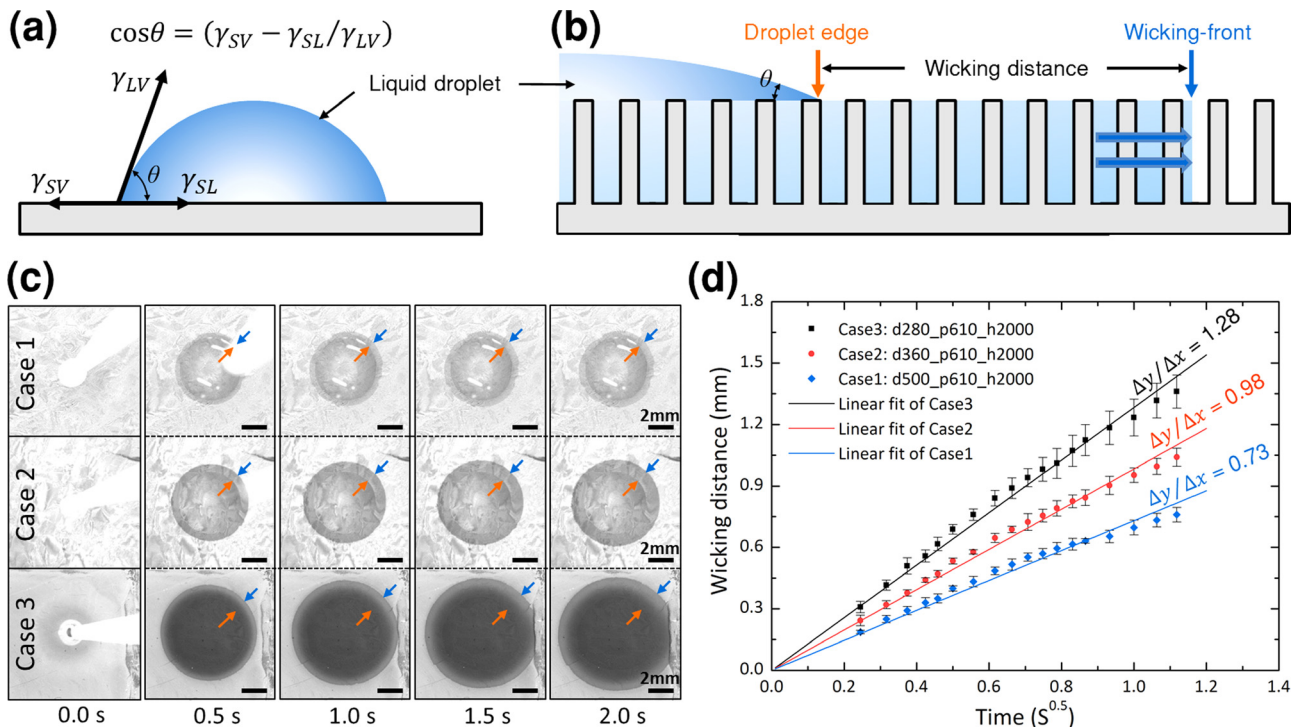 (a)
cosθ = (γSV − γSL/γLV)
γLV
Liquid droplet
θ
γSV
γSL
(b)
Droplet edge
Wicking-front
Wicking distance
θ
(c)
Case 1
2mm
Case 2
2mm
Case 3
2mm
0.0 s
0.5 s
1.0 s
1.5 s
2.0 s
(d)
Wicking distance (mm)
1.8
1.5
1.2
0.9
0.6
0.3
0.0
Case3: d280_p610_h2000
Case2: d360_p610_h2000
Case1: d500_p610_h2000
Linear fit of Case3
Linear fit of Case2
Linear fit of Case1
Δy/Δx = 1.28
Δy/Δx = 0.98
Δy/Δx = 0.73
0.0 0.2 0.4 0.6 0.8 1.0 1.2 1.4
Time (S^0.5)